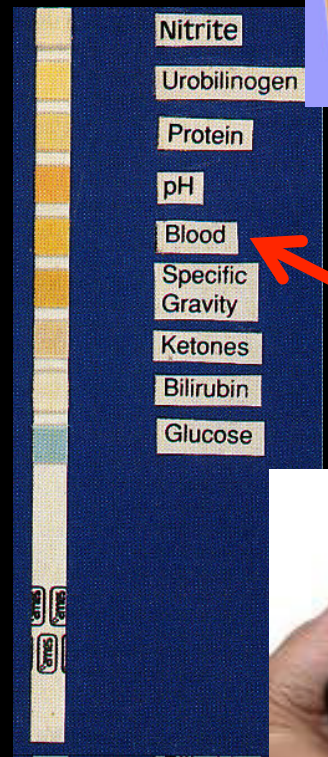 Nitrite
Urobilinogen
Protein
pH
Blood
Specific
Gravity
Ketones
Bilirubin
Glucose